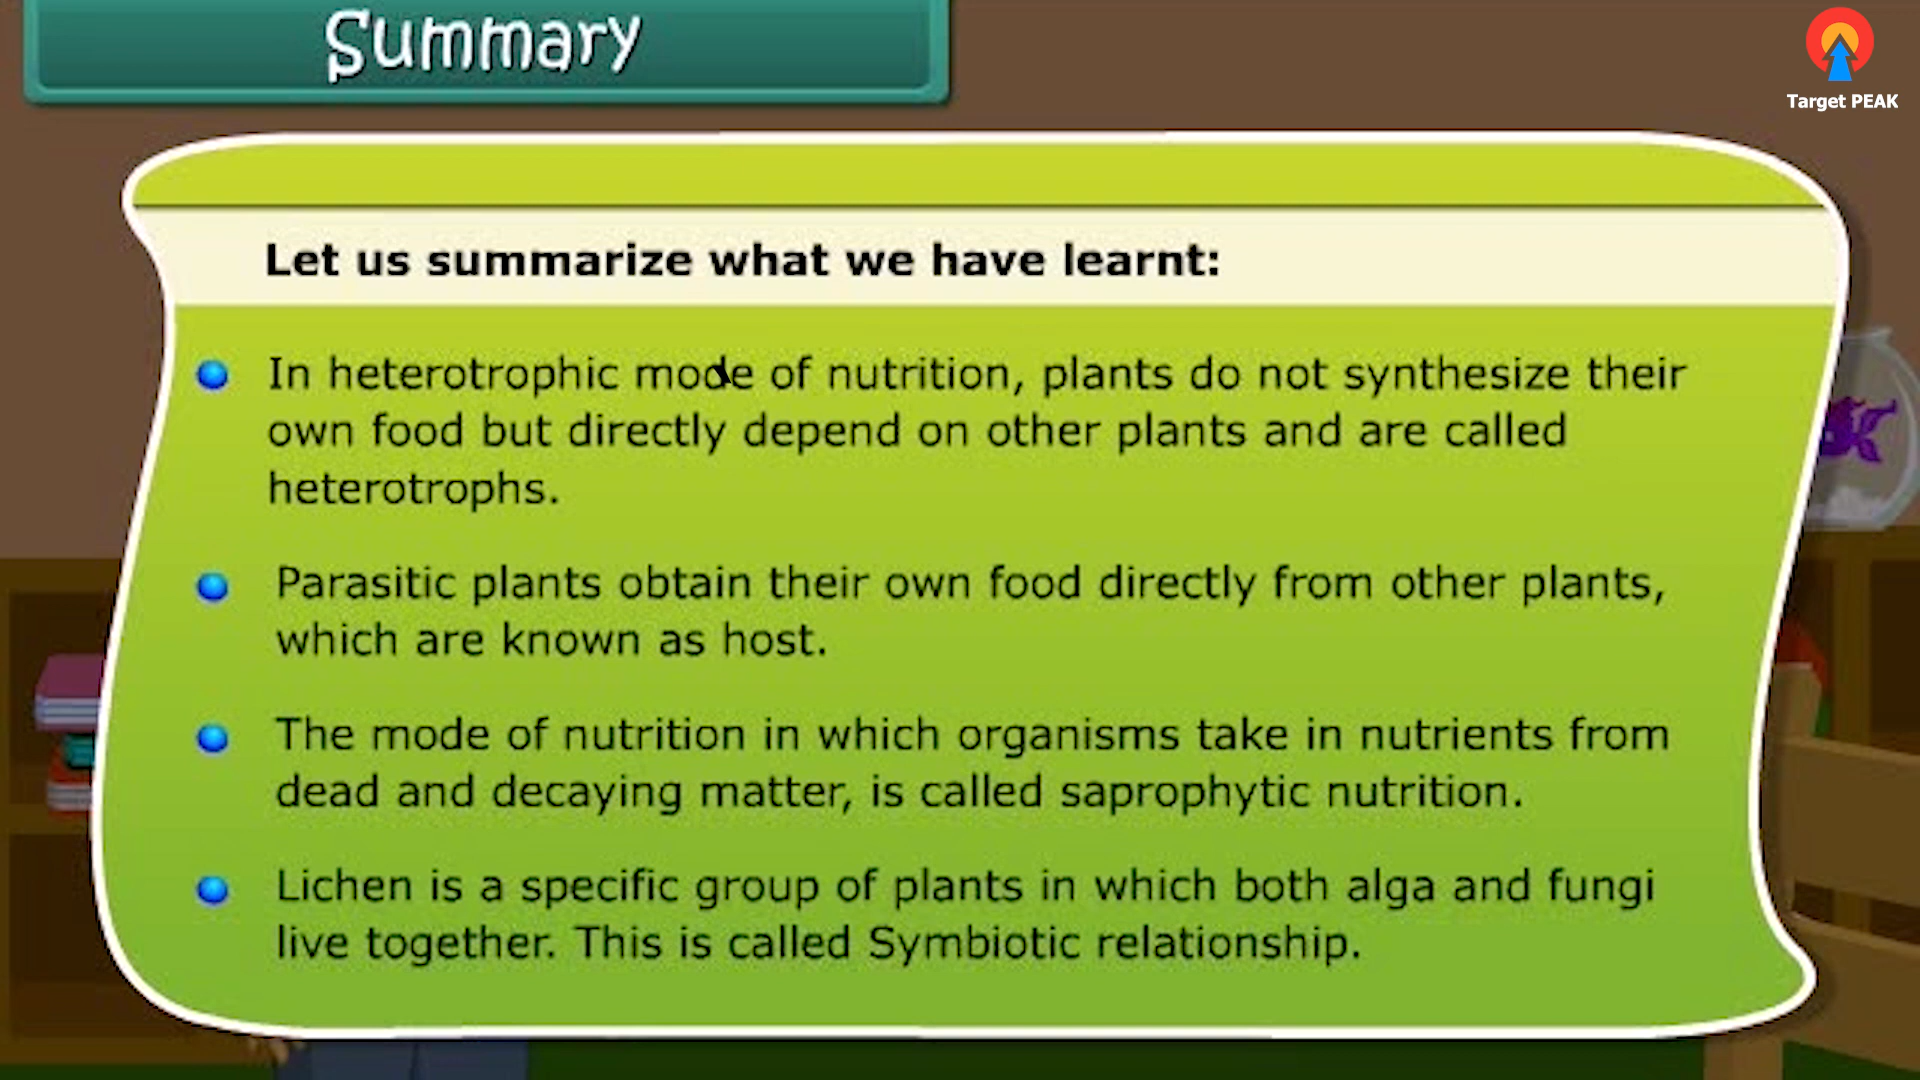 Summary
Target PEAK
Let us summarize what we have learnt:
In heterotrophic mode of nutrition, plants do not synthesize their
own food but directly depend on other plants and are called
heterotrophs.
Parasitic plants obtain their own food directly from other plants,
which are known as host.
The mode of nutrition in which organisms take in nutrients from
dead and decaying matter, is called saprophytic nutrition.
Lichen is a specific group of plants in which both alga and fungi
live together. This is called Symbiotic relationship.